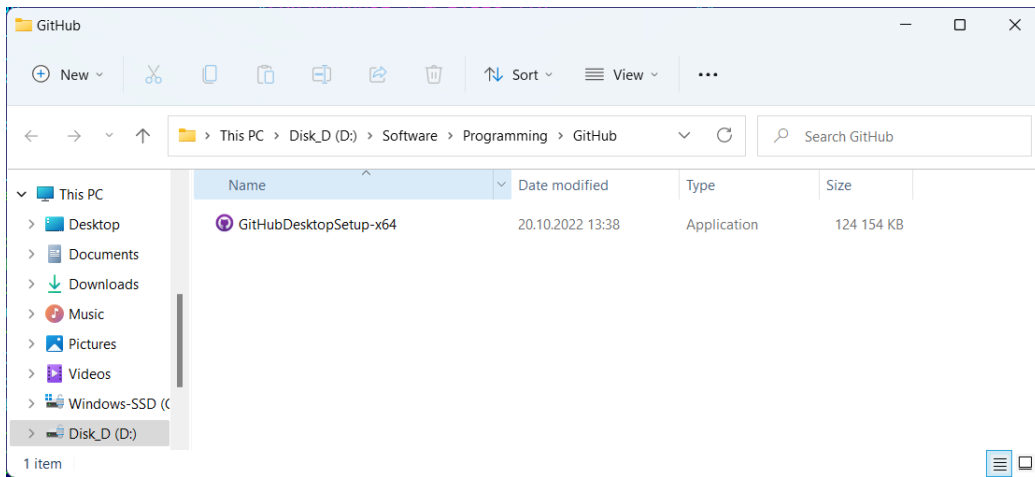 GitHub
New Sort View
This PC > Disk_D (D:) > Software > Programming > GitHub Search GitHub
Name Date modified Type Size
GitHubDesktopSetup-x64 20.10.2022 13:38 Application 124 154 KB
This PC
Desktop
Documents
Downloads
Music
Pictures
Videos
Windows-SSD (C
Disk_D (D:)
1 item